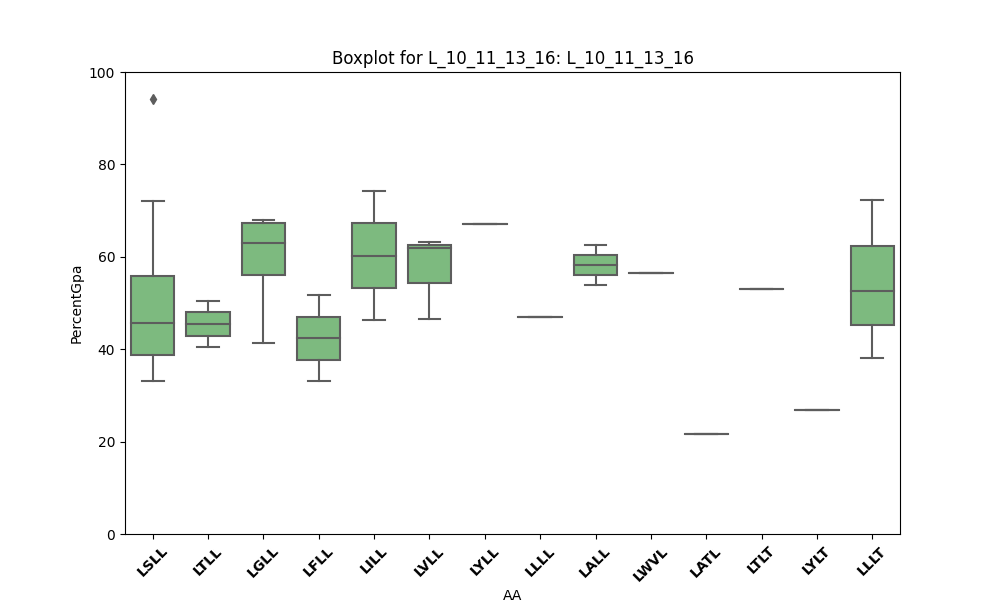 Boxplot for L_10_11_13_16: L_10_11_13_16
100
80
60
40
20
0
PercentGpa
LSLL LTLL LGLL LFLL LILL LVLL LYLL LLLL LALL LWVL LATL LTLT LYLT LLLT
AA